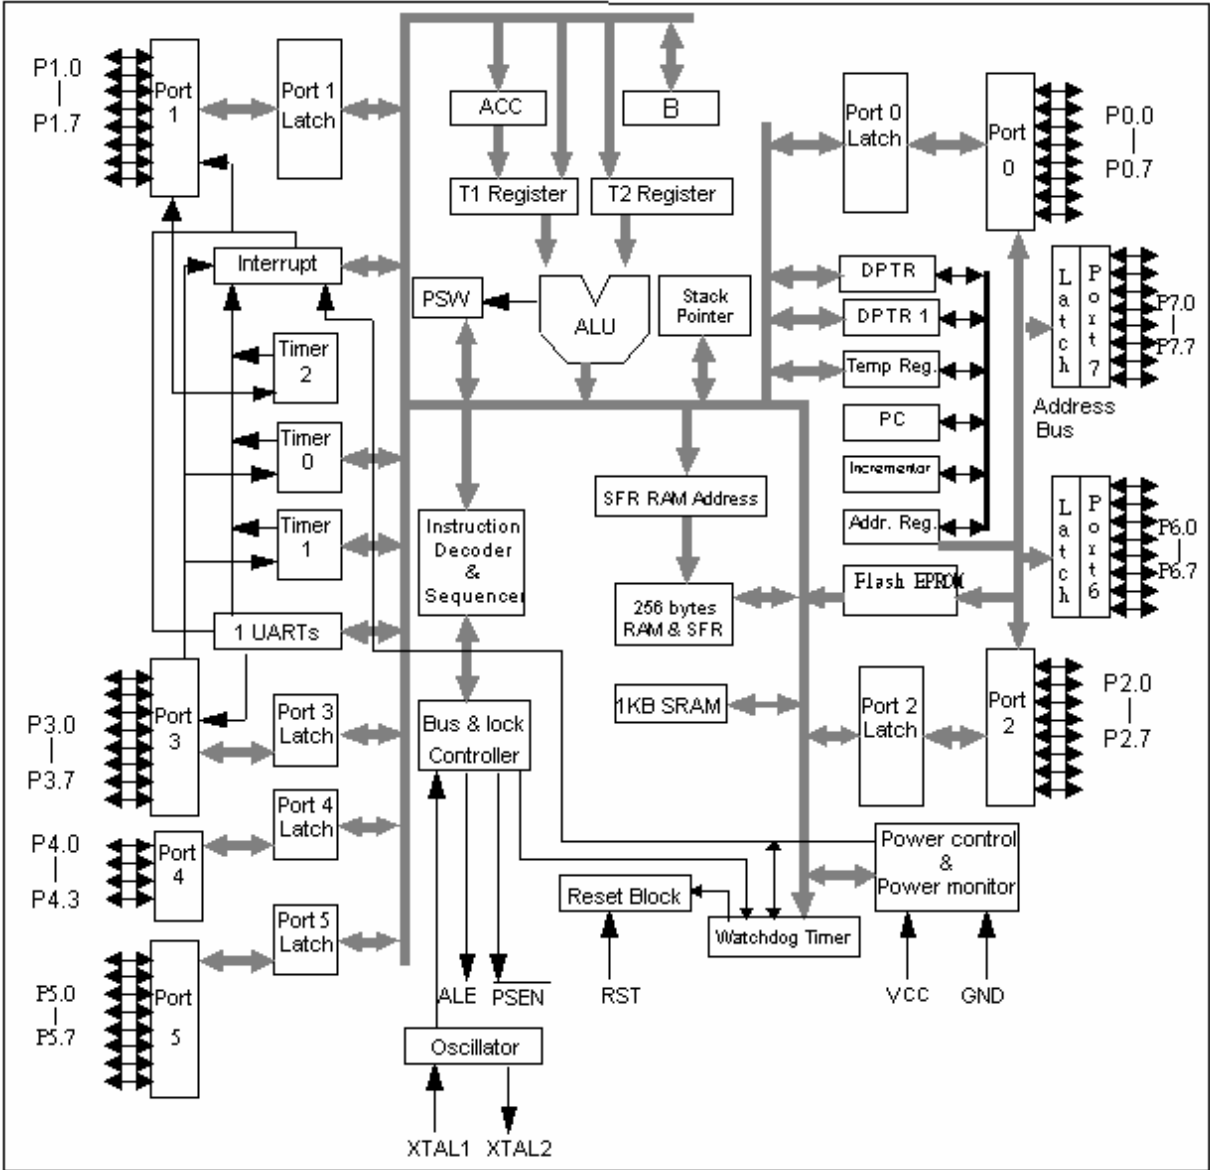 P1.0
P1.7
Port
1
Port 1
Latch
ACC
B
T1 Register
T2 Register
Port 0
Latch
Port
0
P0.0
P0.7
Interrupt
PSW
ALU
Stack
Pointer
DPTR
DPTR 1
Temp Reg.
PC
Incrementor
Addr. Reg.
Latch
Port 7
P7.0
P7.7
Address
Bus
Timer
2
Timer
0
Timer
1
Instruction
Decoder
&
Sequencer
SFR RAM Address
256 bytes
RAM & SFR
Flash EPROM
Latch
Port6
P6.0
P6.7
1 UARTs
P3.0
P3.7
Port
3
Port 3
Latch
Bus & lock
Controller
1KB SRAM
Port 2
Latch
Port
2
P2.0
P2.7
P4.0
P4.3
Port
4
Port 4
Latch
Power control
&
Power monitor
Reset Block
Watchdog Timer
P5.0
P5.7
Port
5
Port 5
Latch
ALE
PSEN
RST
VCC
GND
Oscillator
XTAL1
XTAL2